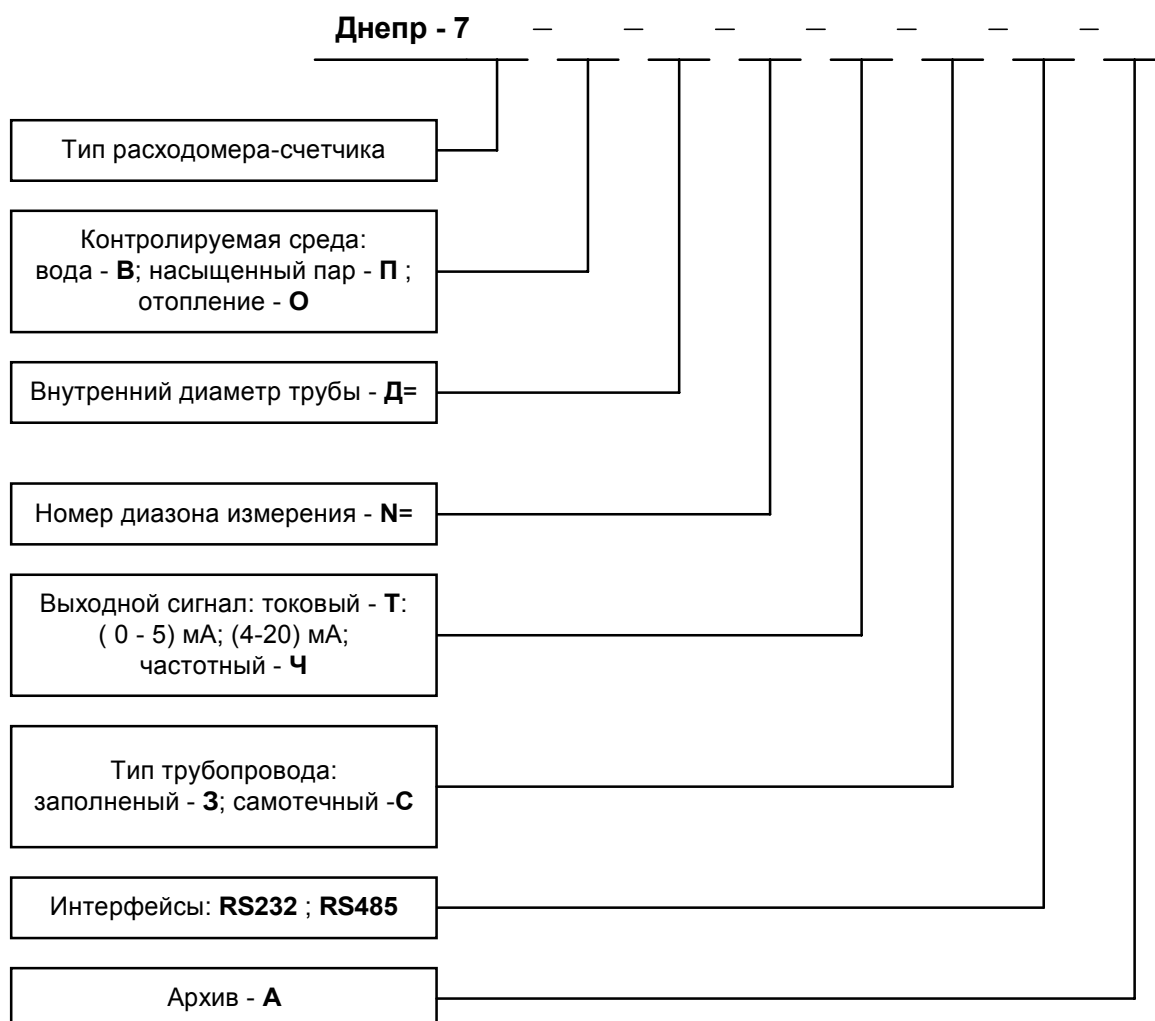 Днепр - 7 – – – – – – –
Тип расходомера-счетчика
Контролируемая среда:
вода - В; насыщенный пар - П ;
отопление - О
Внутренний диаметр трубы - Д=
Номер диазона измерения - N=
Выходной сигнал: токовый - Т:
( 0 - 5) мА; (4-20) мА;
частотный - Ч
Тип трубопровода:
заполненый - З; самотечный -С
Интерфейсы: RS232 ; RS485
Архив - А